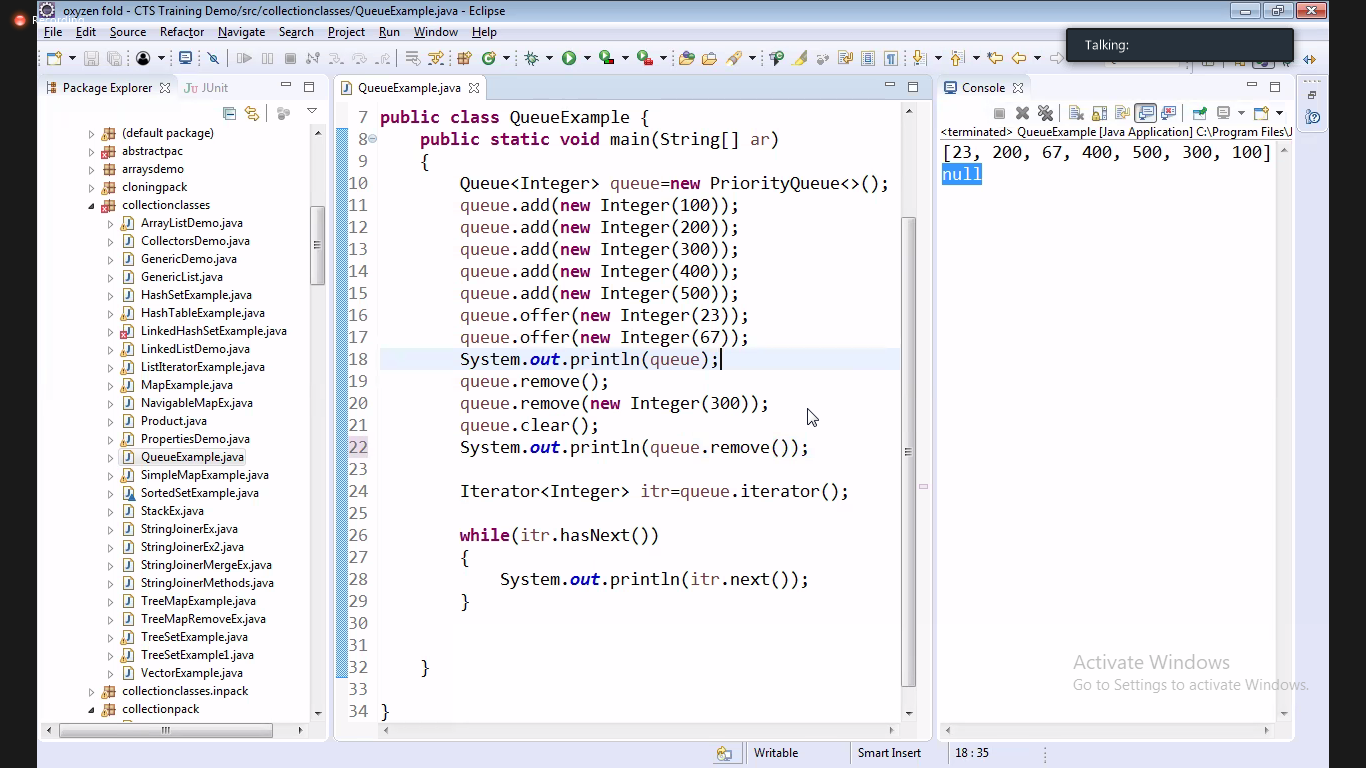 oxyzen fold - CTS Training Demo/src/collectionclasses/QueueExample.java - Eclipse
File Edit Source Refactor Navigate Search Project Run Window Help
Talking:
Package Explorer
JUnit
(default package)
abstractpac
arraysdemo
cloningpack
collectionclasses
ArrayListDemo.java
CollectorsDemo.java
GenericDemo.java
GenericList.java
HashSetExample.java
HashTableExample.java
LinkedHashSetExample.java
LinkedListDemo.java
ListIteratorExample.java
MapExample.java
NavigableMapEx.java
Product.java
PropertiesDemo.java
QueueExample.java
SimpleMapExample.java
SortedSetExample.java
StackEx.java
StringJoinerEx.java
StringJoinerEx2.java
StringJoinerMergeEx.java
StringJoinerMethods.java
TreeMapExample.java
TreeMapRemoveEx.java
TreeSetExample.java
TreeSetExample1.java
VectorExample.java
collectionclasses.inpack
collectionpack
QueueExample.java
7 public class QueueExample {
8 public static void main(String[] ar)
9 {
10 Queue<Integer> queue=new PriorityQueue<>();
11 queue.add(new Integer(100));
12 queue.add(new Integer(200));
13 queue.add(new Integer(300));
14 queue.add(new Integer(400));
15 queue.add(new Integer(500));
16 queue.offer(new Integer(23));
17 queue.offer(new Integer(67));
18 System.out.println(queue);
19 queue.remove();
20 queue.remove(new Integer(300));
21 queue.clear();
22 System.out.println(queue.remove());
23
24 Iterator<Integer> itr=queue.iterator();
25
26 while(itr.hasNext())
27 {
28 System.out.println(itr.next());
29 }
30
31
32 }
33
34 }
Console
<terminated> QueueExample [Java Application] C:\Program Files\J
[23, 200, 67, 400, 500, 300, 100]
null
Activate Windows
Go to Settings to activate Windows.
Writable
Smart Insert
18 : 35